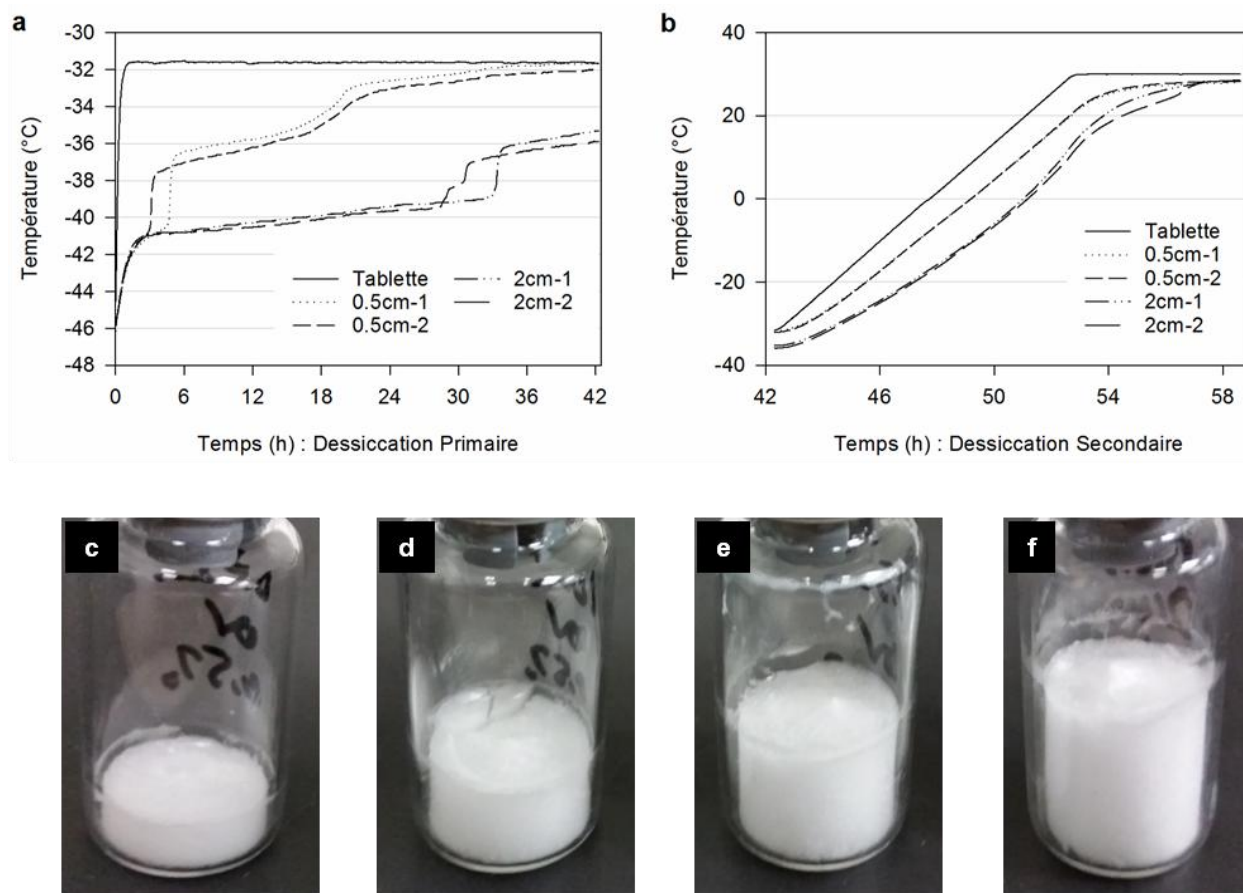 a
-30
-32
-34
-36
-38
-40
-42
-44
-46
-48
Température (°C)
0 6 12 18 24 30 36 42
Temps (h) : Dessiccation Primaire
Tablette
0.5cm-1
0.5cm-2
2cm-1
2cm-2
b
40
20
0
-20
-40
Température (°C)
42 46 50 54 58
Temps (h) : Dessiccation Secondaire
Tablette
0.5cm-1
0.5cm-2
2cm-1
2cm-2
c
d
e
f